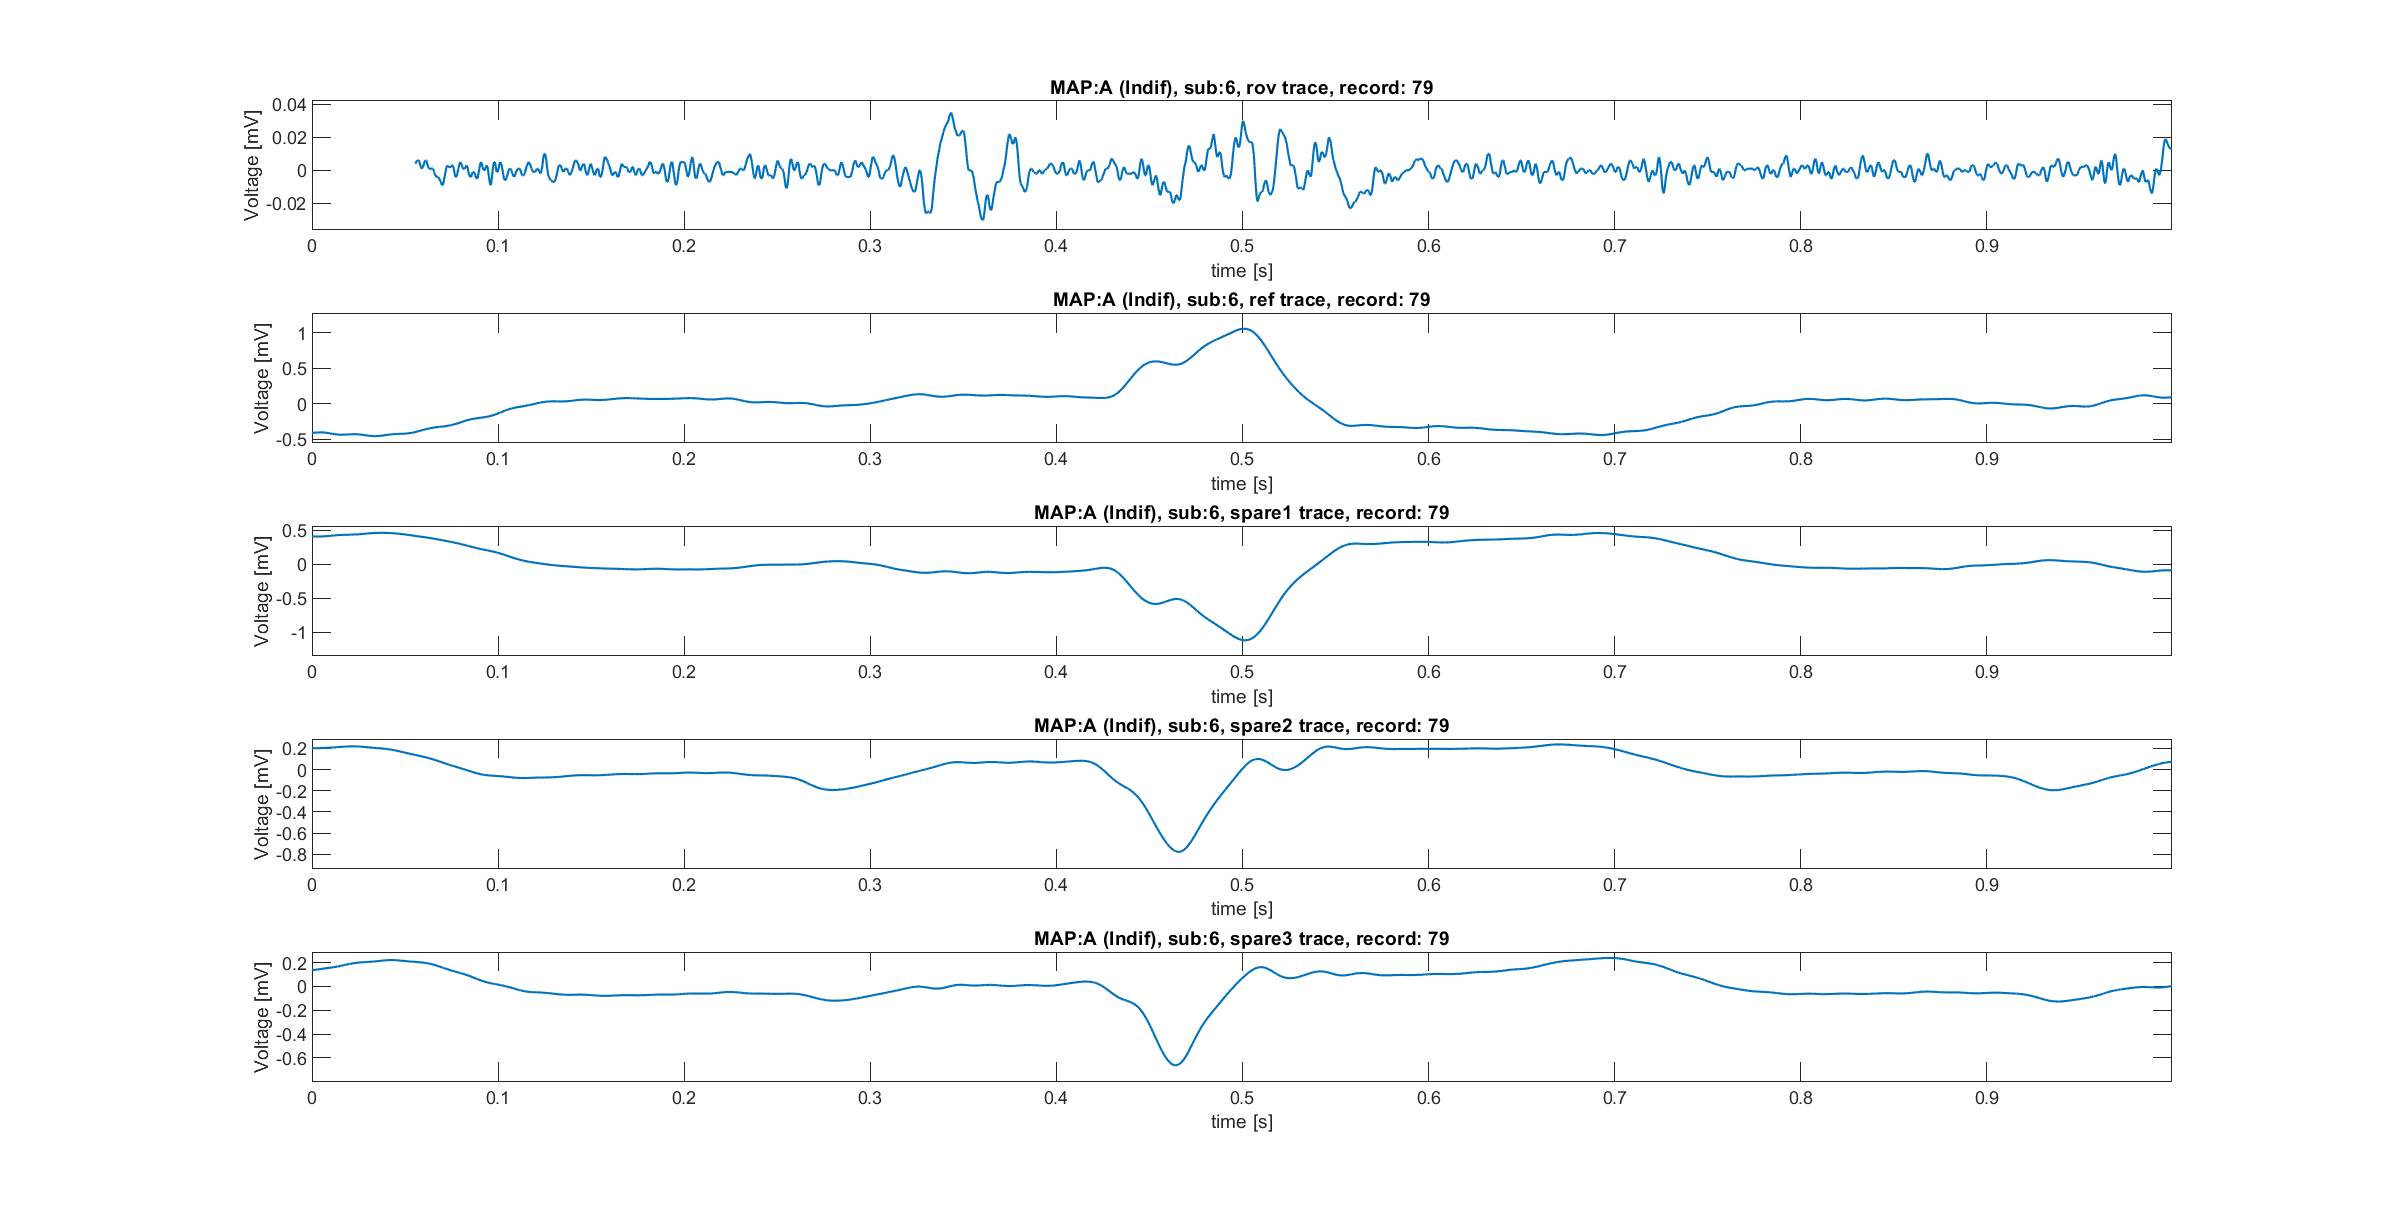 MAP:A (Indif), sub:6, rov trace, record: 79
Voltage [mV]
0.04
0.02
0
-0.02
0 0.1 0.2 0.3 0.4 0.5 0.6 0.7 0.8 0.9
time [s]
MAP:A (Indif), sub:6, ref trace, record: 79
Voltage [mV]
1
0.5
0
-0.5
0 0.1 0.2 0.3 0.4 0.5 0.6 0.7 0.8 0.9
time [s]
MAP:A (Indif), sub:6, spare1 trace, record: 79
Voltage [mV]
0.5
0
-0.5
-1
0 0.1 0.2 0.3 0.4 0.5 0.6 0.7 0.8 0.9
time [s]
MAP:A (Indif), sub:6, spare2 trace, record: 79
Voltage [mV]
0.2
0
-0.2
-0.4
-0.6
-0.8
0 0.1 0.2 0.3 0.4 0.5 0.6 0.7 0.8 0.9
time [s]
MAP:A (Indif), sub:6, spare3 trace, record: 79
Voltage [mV]
0.2
0
-0.2
-0.4
-0.6
0 0.1 0.2 0.3 0.4 0.5 0.6 0.7 0.8 0.9
time [s]